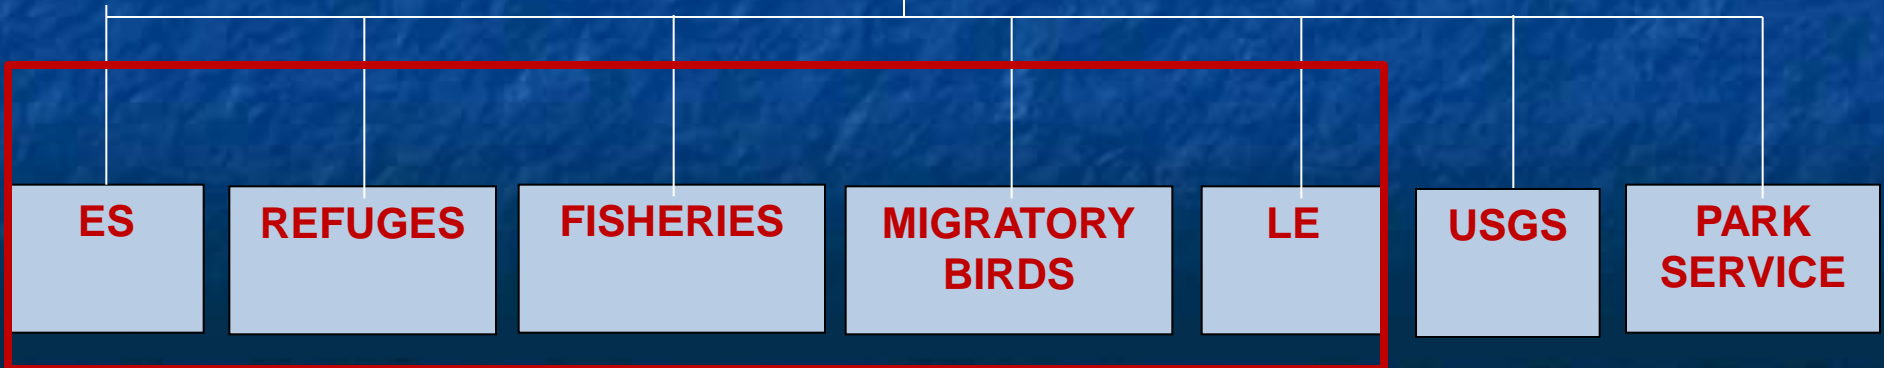 ES
REFUGES
FISHERIES
MIGRATORY
BIRDS
LE
USGS
PARK
SERVICE